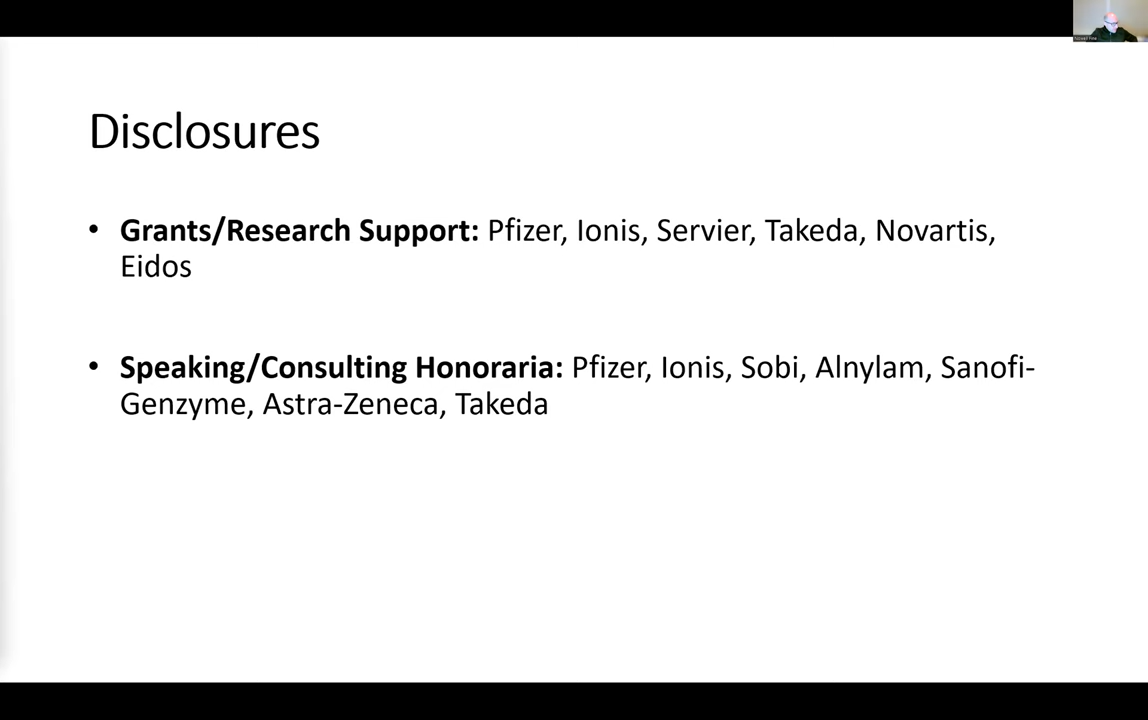 Disclosures
• Grants/Research Support: Pfizer, Ionis, Servier, Takeda, Novartis,
Eidos
• Speaking/Consulting Honoraria: Pfizer, Ionis, Sobi, Alnylam, Sanofi-
Genzyme, Astra-Zeneca, Takeda